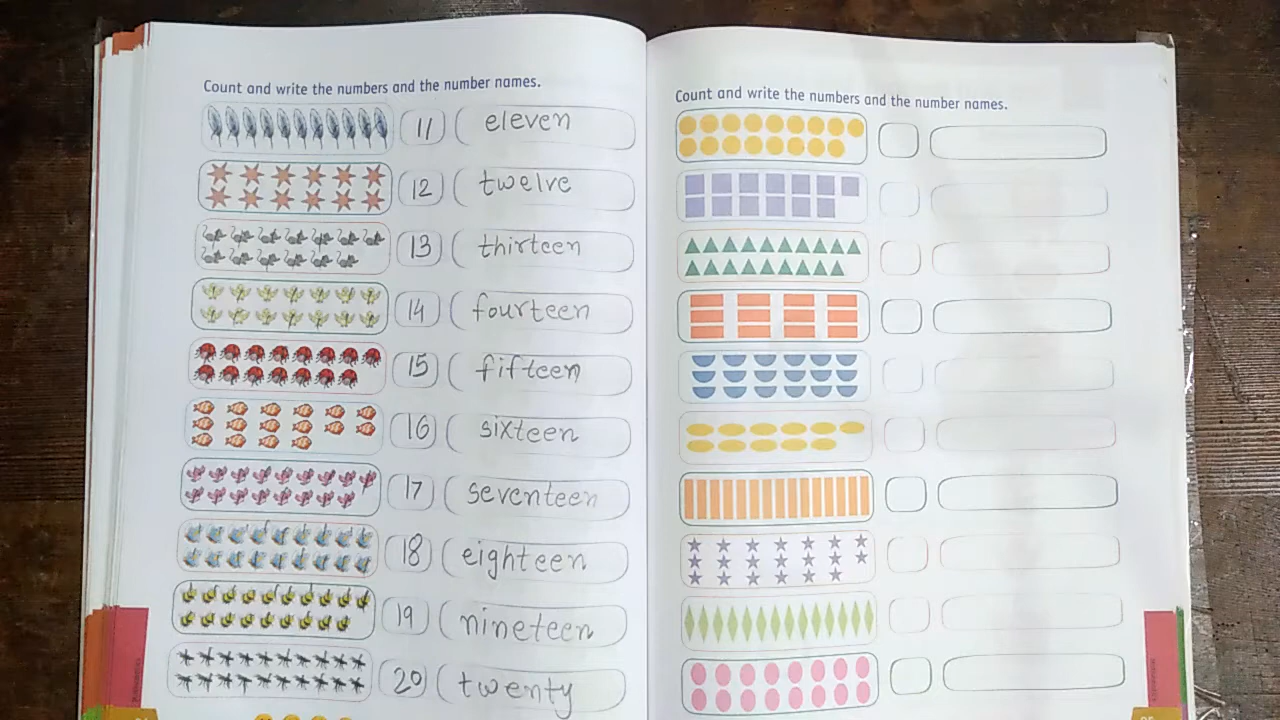 Count and write the numbers and the number names.
11 eleven
12 twelve
13 thirteen
14 fourteen
15 fifteen
16 sixteen
17 seventeen
18 eighteen
19 nineteen
20 twenty
Count and write the numbers and the number names.